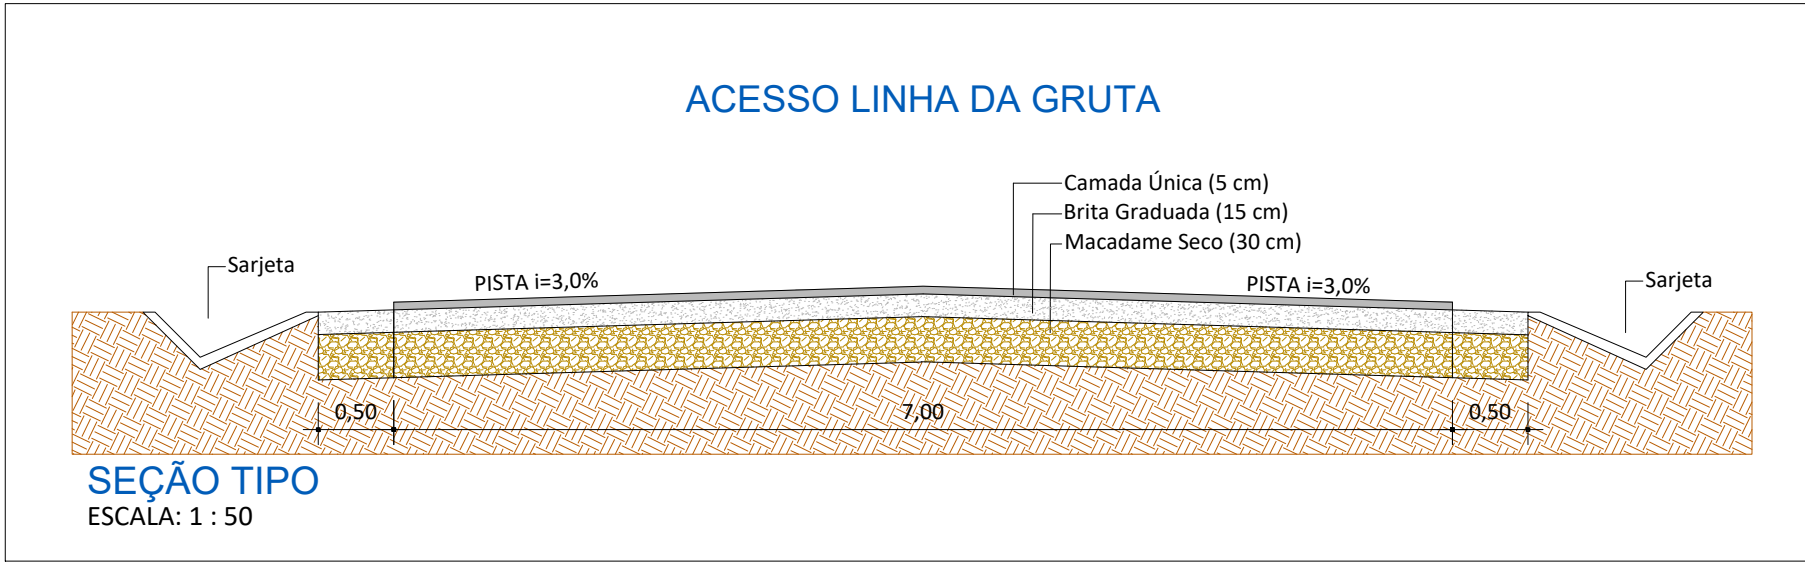 ACESSO LINHA DA GRUTA
Camada Única (5 cm)
Brita Graduada (15 cm)
Macadame Seco (30 cm)
Sarjeta
PISTA i=3,0%
PISTA i=3,0%
Sarjeta
0,50
7,00
0,50
SEÇÃO TIPO
ESCALA: 1 : 50